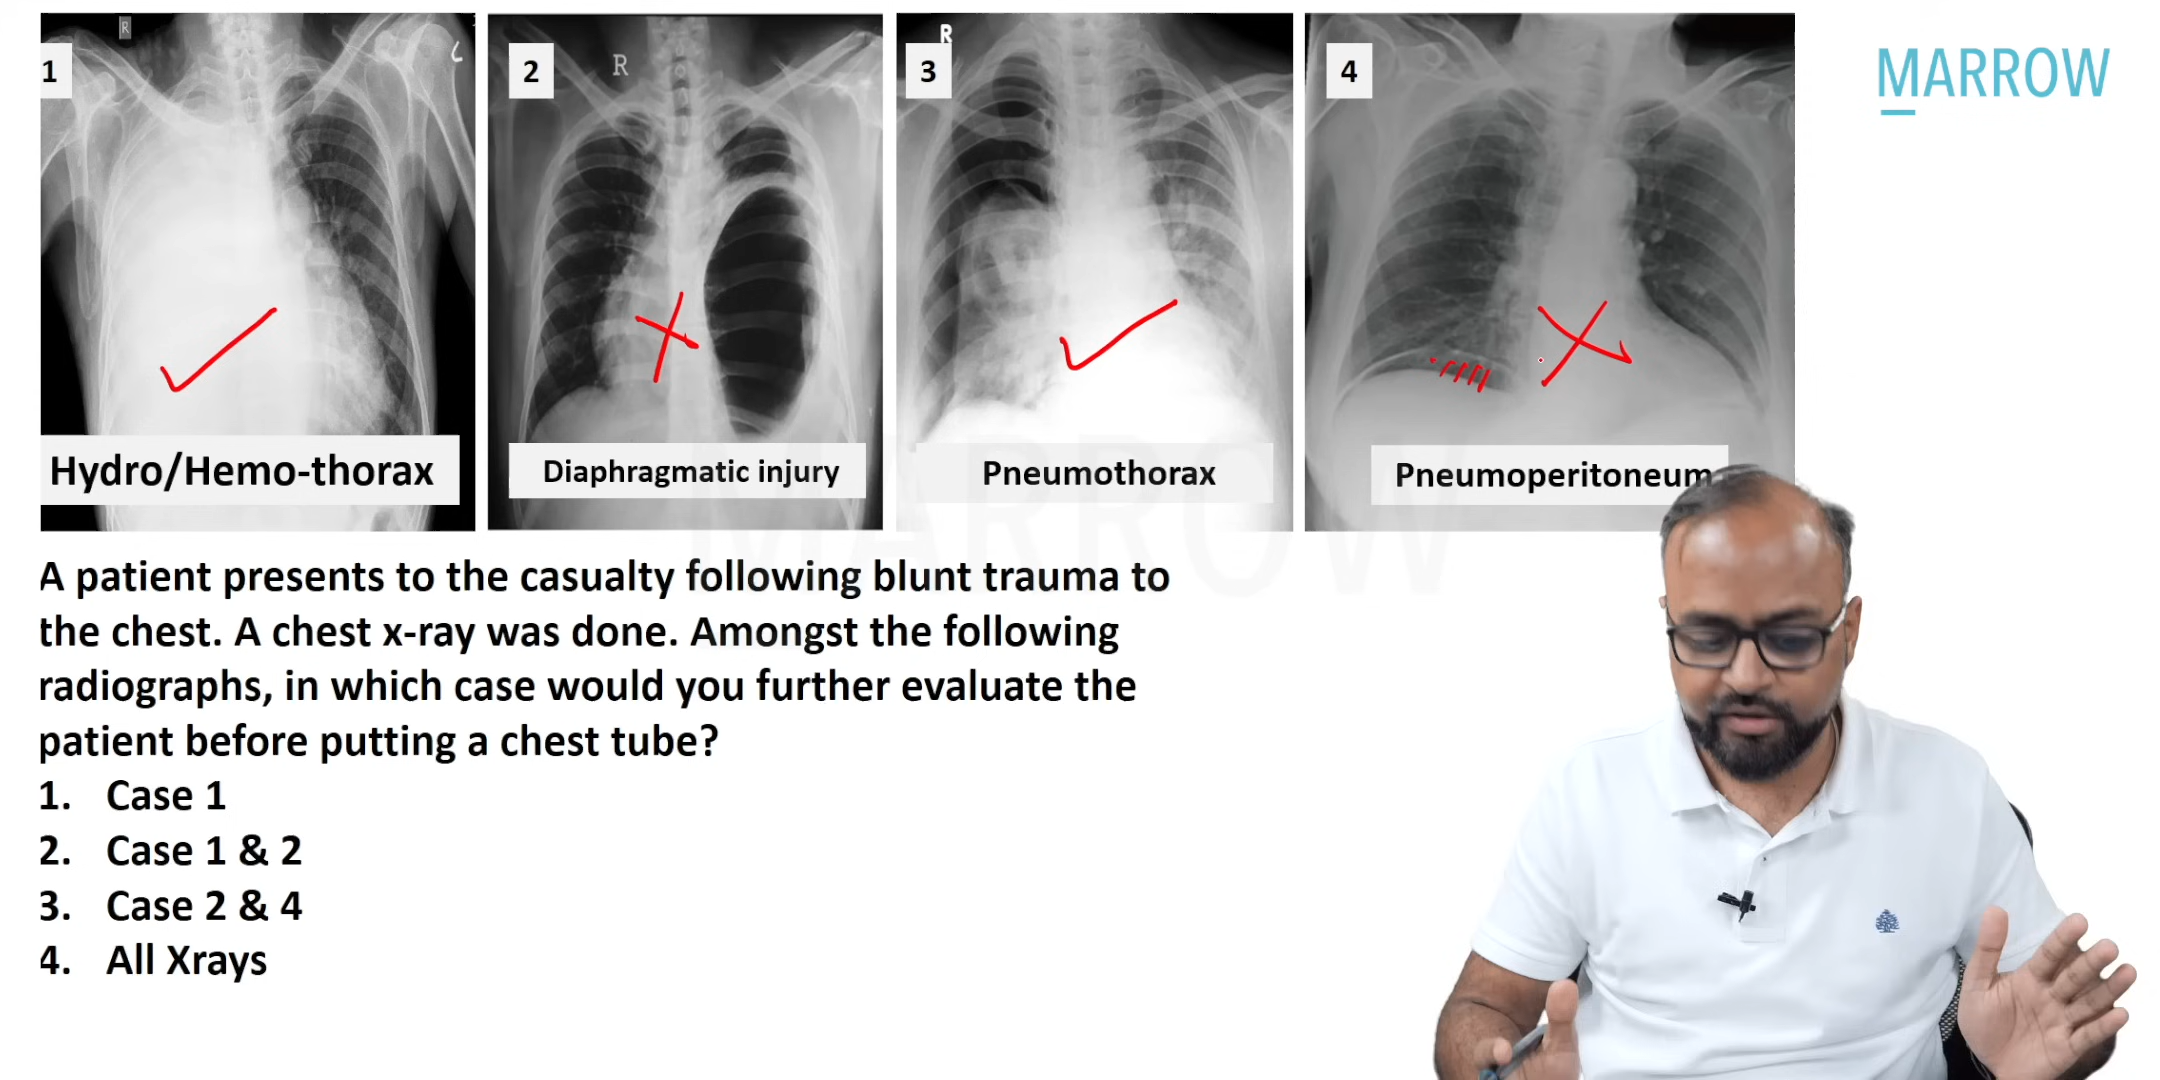 R
1
L
2
R
3
R
4
MARROW
Hydro/Hemo-thorax
Diaphragmatic injury
Pneumothorax
Pneumoperitoneum
MARROW
A patient presents to the casualty following blunt trauma to
the chest. A chest x-ray was done. Amongst the following
radiographs, in which case would you further evaluate the
patient before putting a chest tube?
1. Case 1
2. Case 1 & 2
3. Case 2 & 4
4. All Xrays